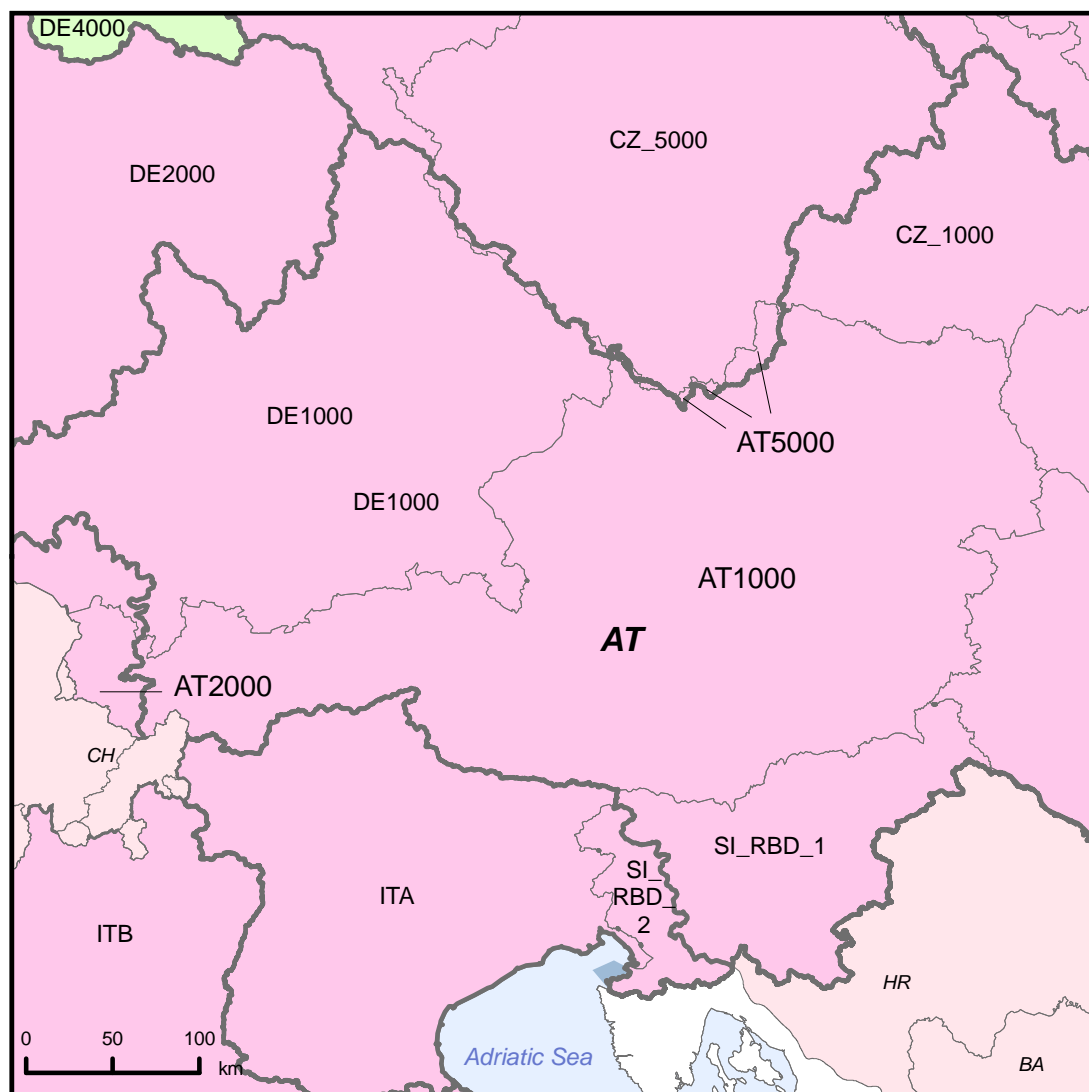 DE4000
CZ_5000
DE2000
CZ_1000
DE1000
AT5000
DE1000
AT1000
AT
AT2000
CH
SI_RBD_1
SI_
RBD_
2
ITA
ITB
HR
0 50 100
km
Adriatic Sea
BA